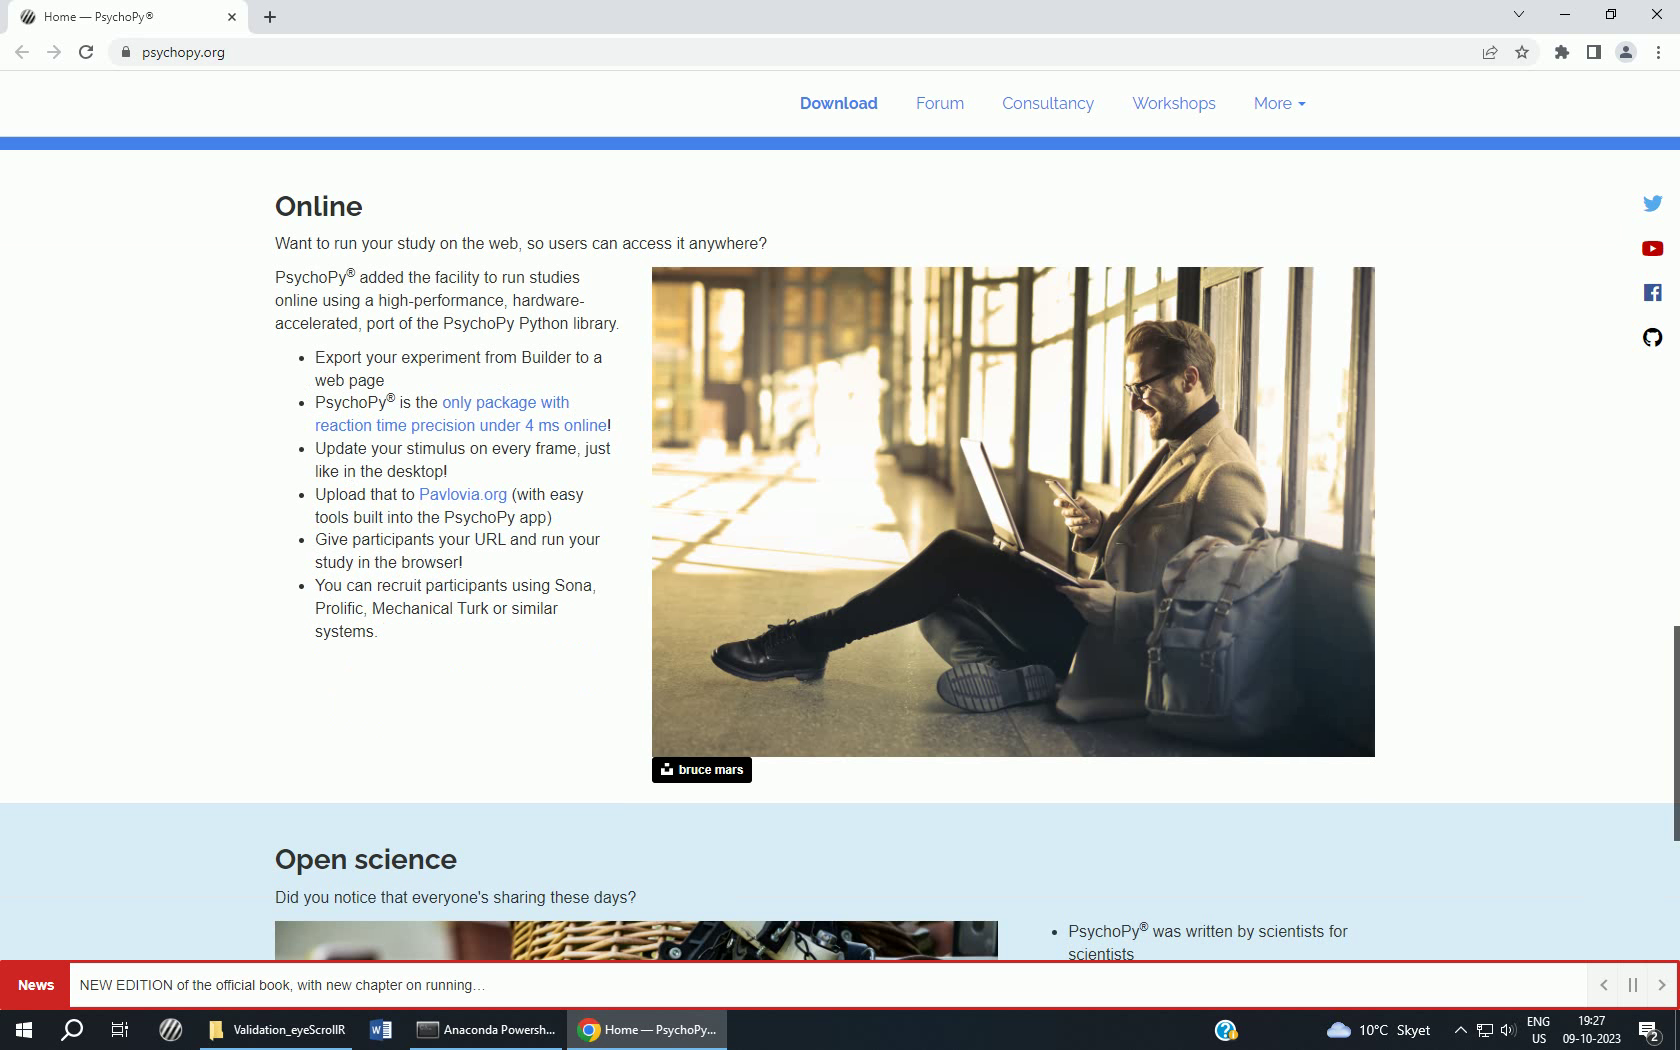 Home — PsychoPy®
psychopy.org
Download Forum Consultancy Workshops More
Online
Want to run your study on the web, so users can access it anywhere?
PsychoPy® added the facility to run studies
online using a high-performance, hardware-
accelerated, port of the PsychoPy Python library.
• Export your experiment from Builder to a
web page
• PsychoPy® is the only package with
reaction time precision under 4 ms online!
• Update your stimulus on every frame, just
like in the desktop!
• Upload that to Pavlovia.org (with easy
tools built into the PsychoPy app)
• Give participants your URL and run your
study in the browser!
• You can recruit participants using Sona,
Prolific, Mechanical Turk or similar
systems.
bruce mars
Open science
Did you notice that everyone's sharing these days?
• PsychoPy® was written by scientists for
scientists
News NEW EDITION of the official book, with new chapter on running...
Validation_eyeScrollR Anaconda Powersh... Home — PsychoPy... 10°C Skyet ENG 19:27
US 09-10-2023 2